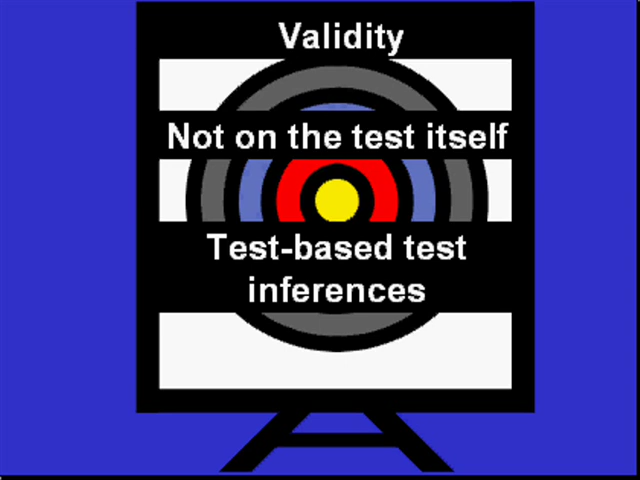 Validity
Not on the test itself
Test-based test
inferences